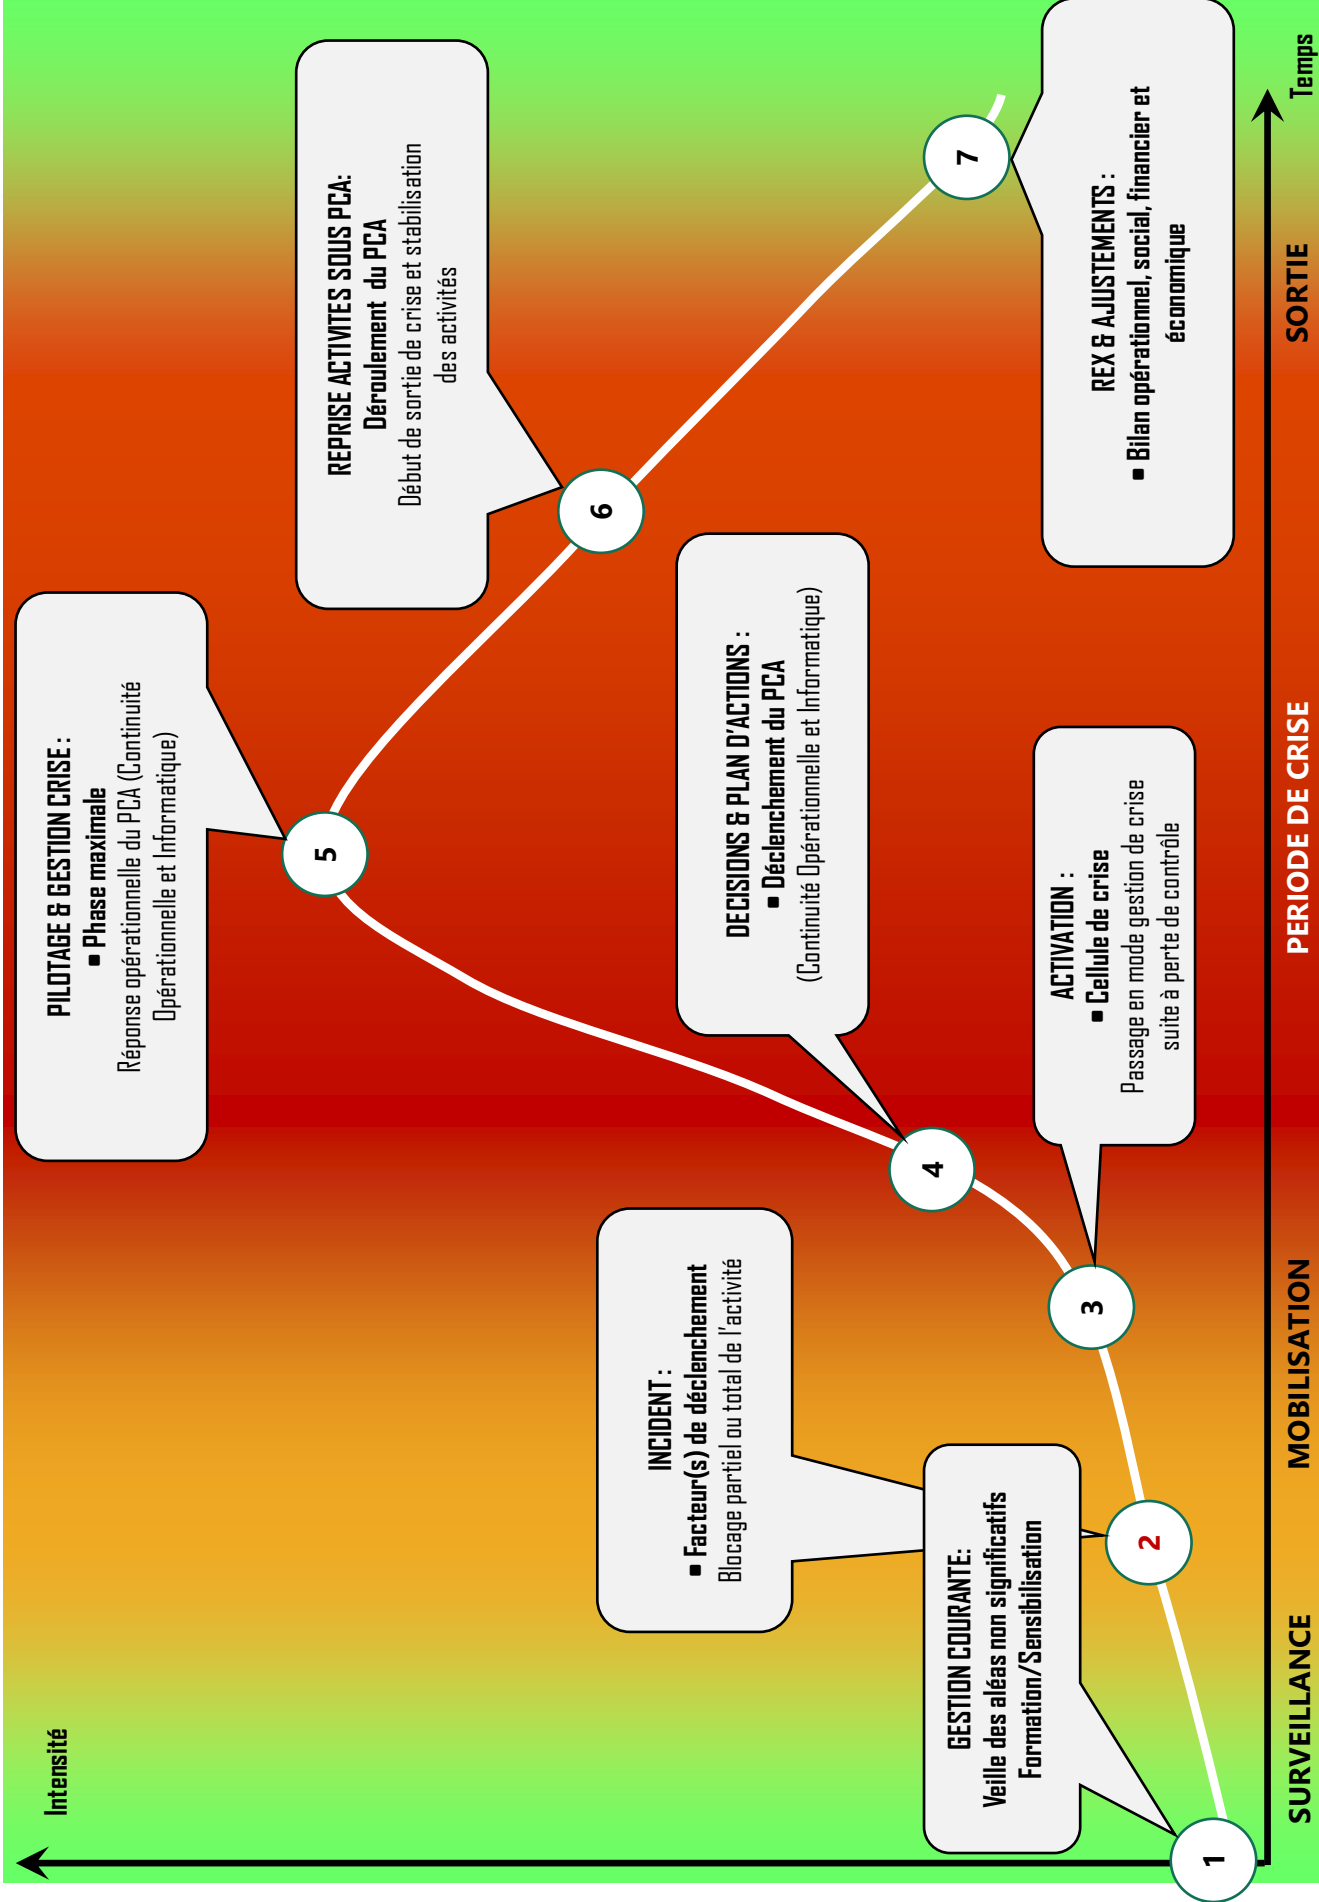 Intensité
PILOTAGE & GESTION CRISE :
▪ Phase maximale
Réponse opérationnelle du PCA (Continuité
Opérationnelle et Informatique)
REPRISE ACTIVITES SOUS PCA:
Déroulement du PCA
Début de sortie de crise et stabilisation
des activités
INCIDENT :
▪ Facteur(s) de déclenchement
Blocage partiel ou total de l'activité
DECISIONS & PLAN D'ACTIONS :
▪ Déclenchement du PCA
(Continuité Opérationnelle et Informatique)
GESTION COURANTE:
Veille des aléas non significatifs
Formation/Sensibilisation
ACTIVATION :
▪ Cellule de crise
Passage en mode gestion de crise
suite à perte de contrôle
REX & AJUSTEMENTS :
▪ Bilan opérationnel, social, financier et
économique
1
2
3
4
5
6
7
SURVEILLANCE
MOBILISATION
PERIODE DE CRISE
SORTIE
Temps